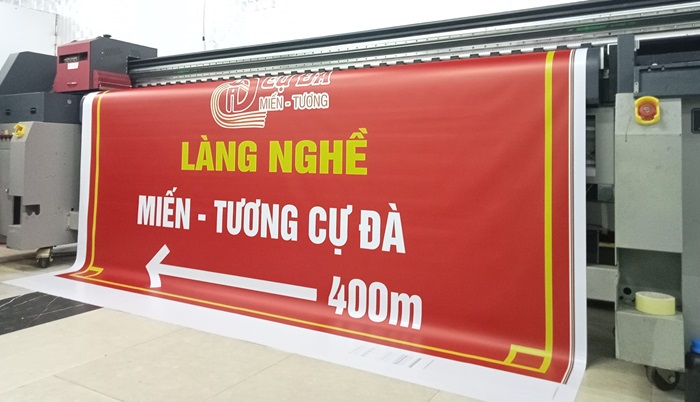 CỰ ĐÀ
MIẾN - TƯƠNG
LÀNG NGHỀ
MIẾN - TƯƠNG CỰ ĐÀ
400m